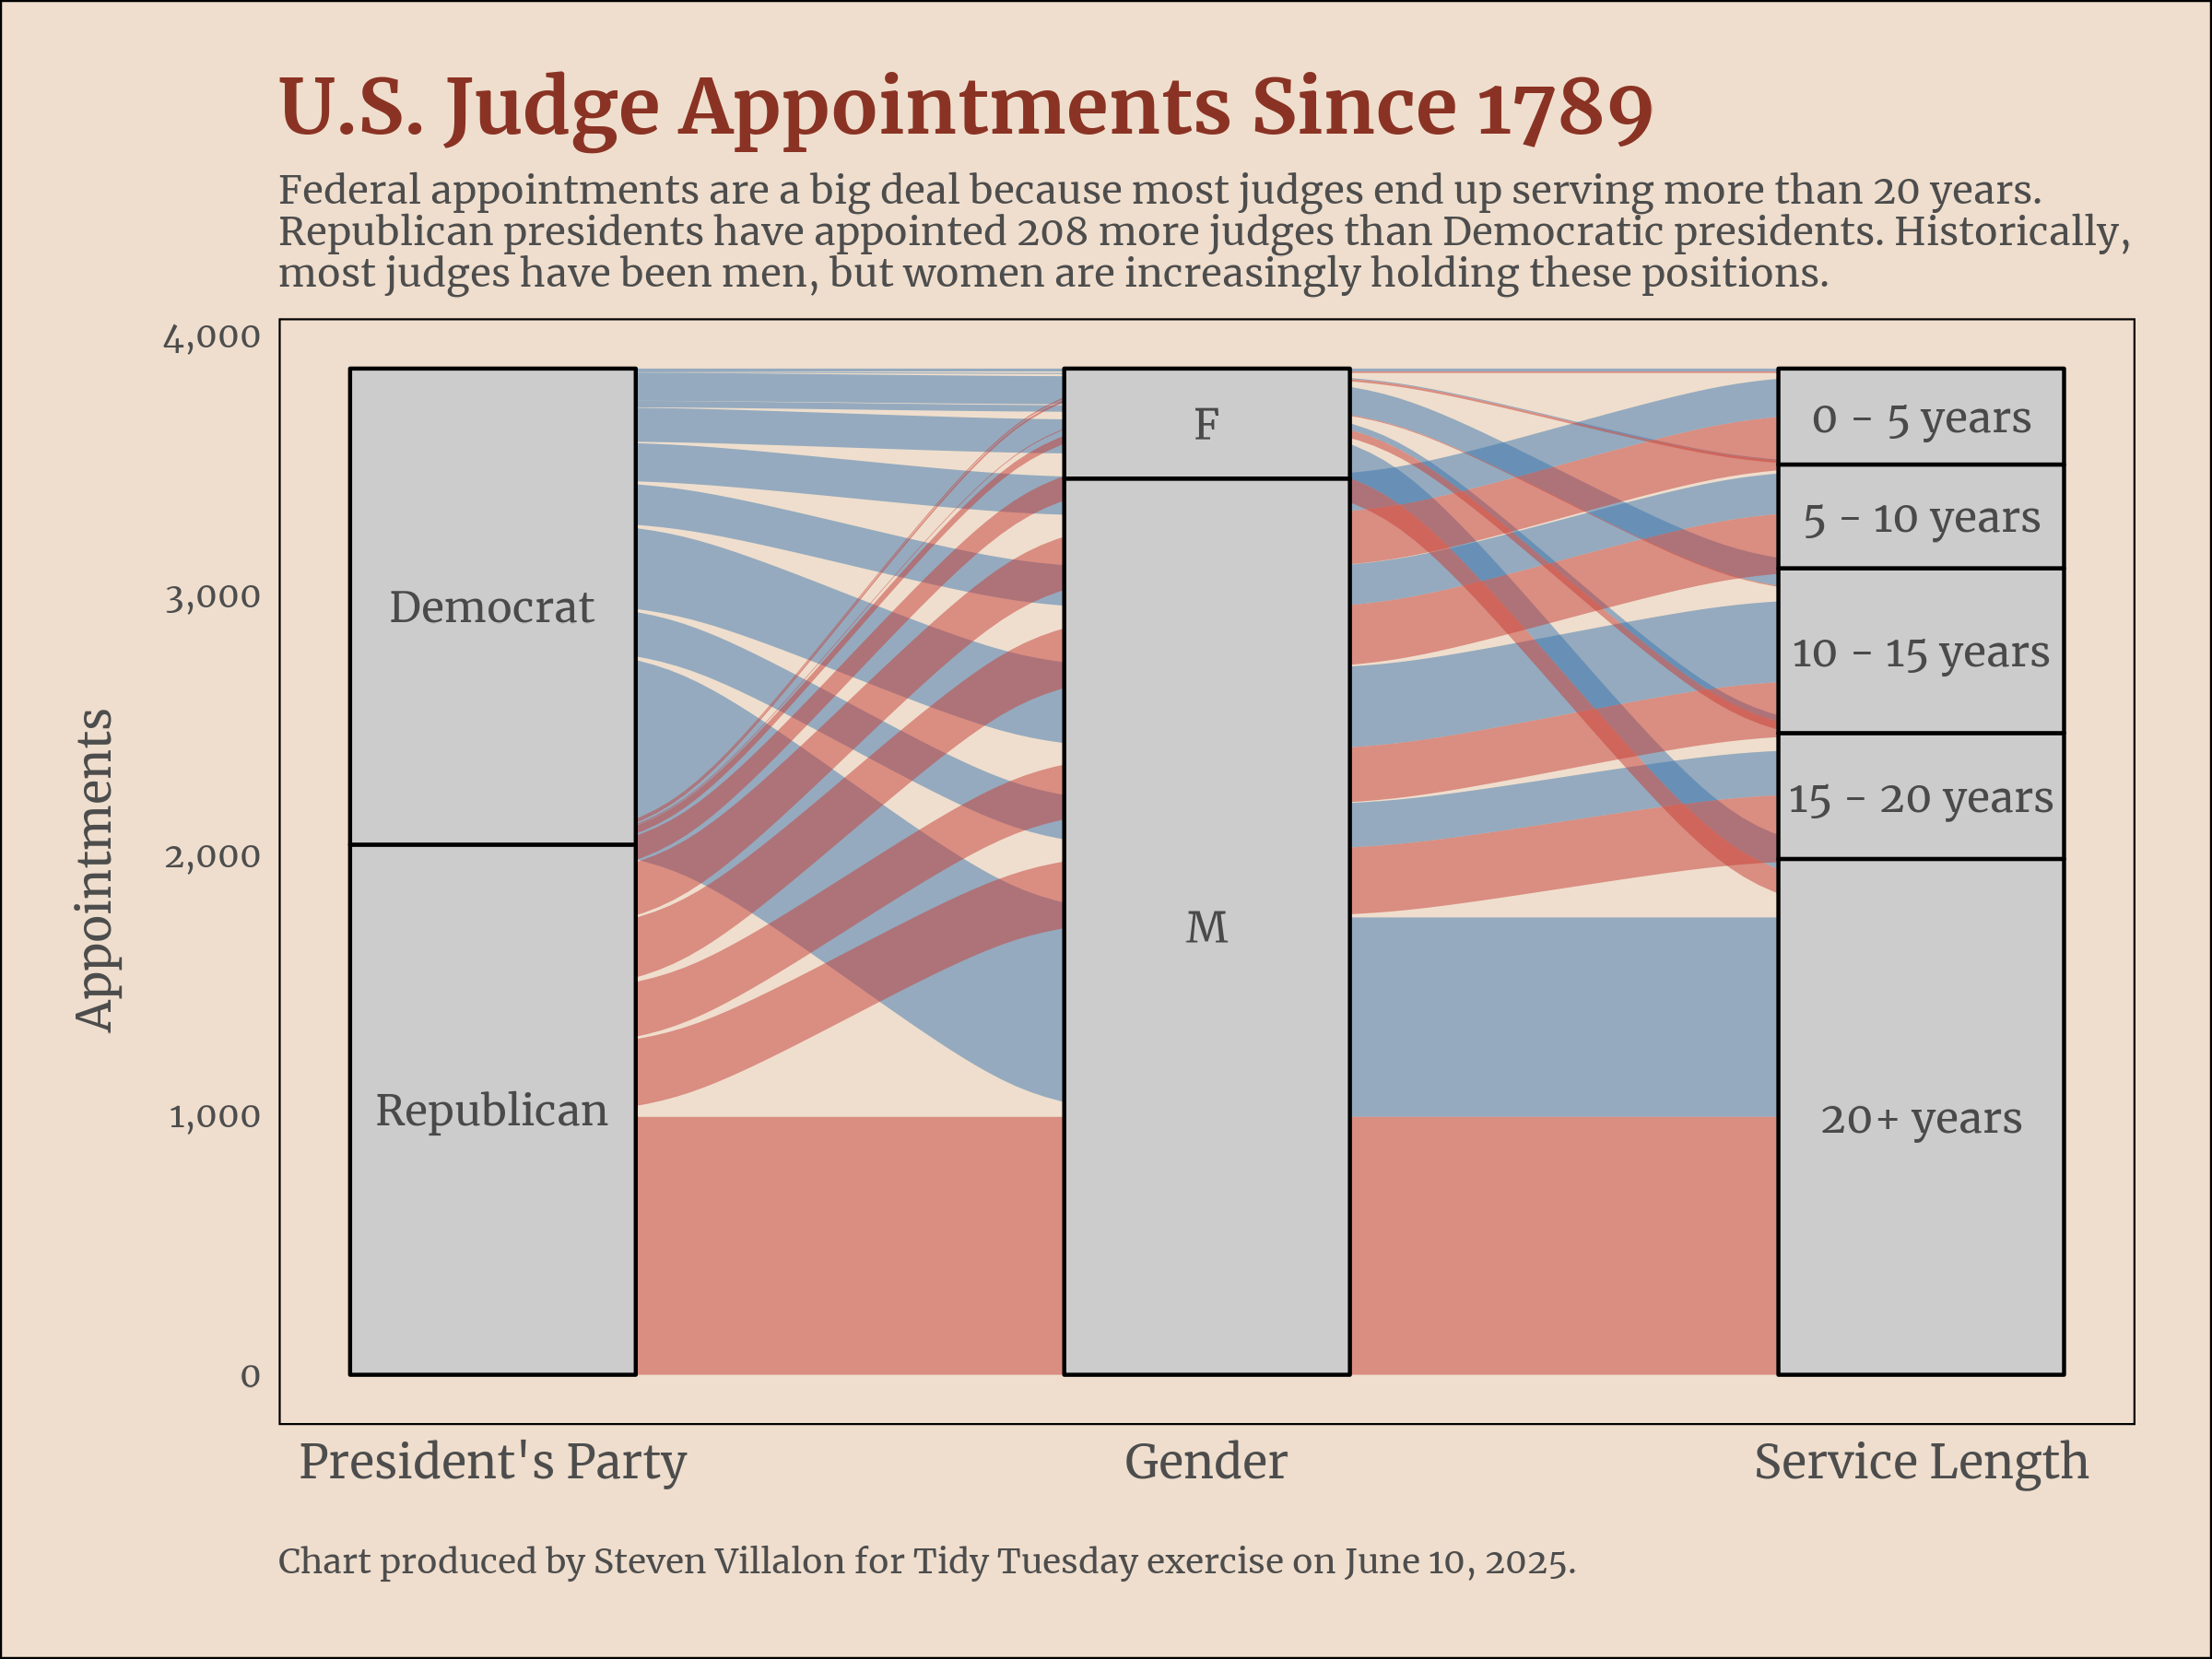 U.S. Judge Appointments Since 1789
Federal appointments are a big deal because most judges end up serving more than 20 years.
Republican presidents have appointed 208 more judges than Democratic presidents. Historically,
most judges have been men, but women are increasingly holding these positions.
4,000
3,000
2,000
1,000
0
Appointments
Democrat
Republican
F
M
0 - 5 years
5 - 10 years
10 - 15 years
15 - 20 years
20+ years
President's Party
Gender
Service Length
Chart produced by Steven Villalon for Tidy Tuesday exercise on June 10, 2025.